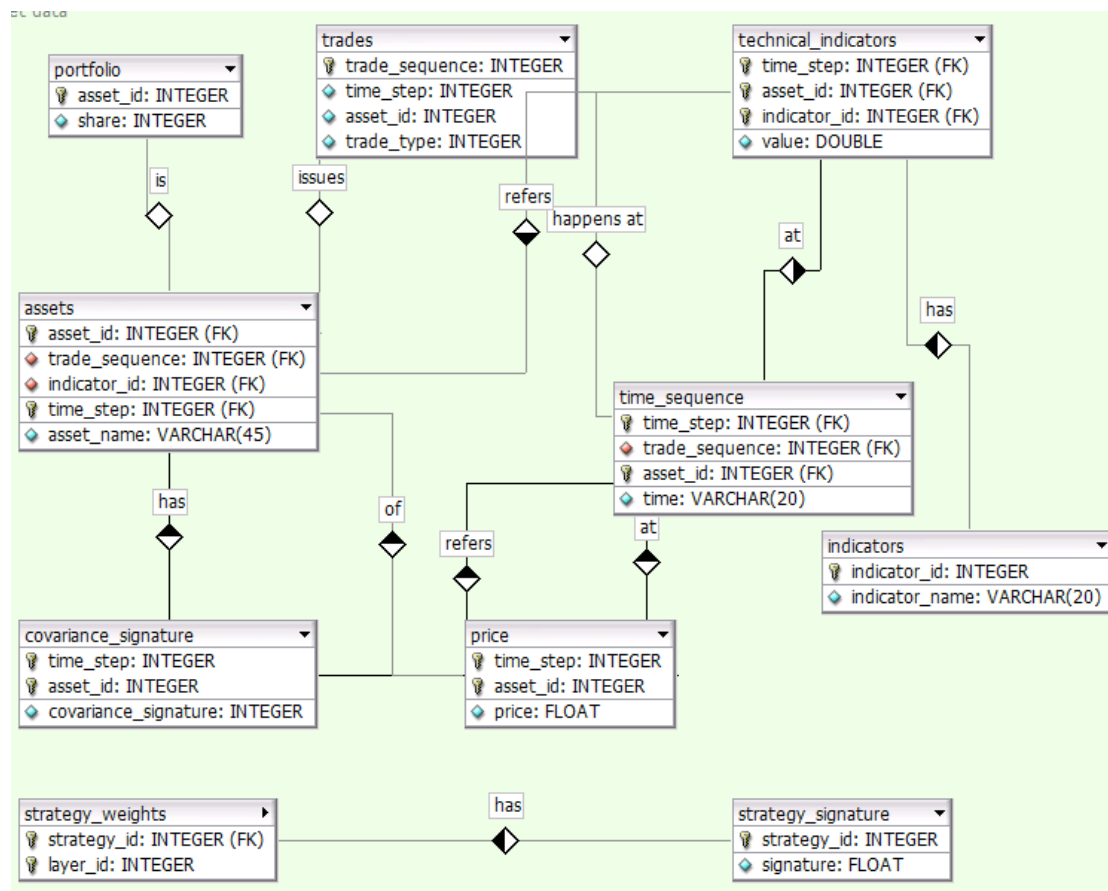 trades
trade_sequence: INTEGER
time_step: INTEGER
asset_id: INTEGER
trade_type: INTEGER
technical_indicators
time_step: INTEGER (FK)
asset_id: INTEGER (FK)
indicator_id: INTEGER (FK)
value: DOUBLE
portfolio
asset_id: INTEGER
share: INTEGER
is
issues
refers
happens at
at
has
assets
asset_id: INTEGER (FK)
trade_sequence: INTEGER (FK)
indicator_id: INTEGER (FK)
time_step: INTEGER (FK)
asset_name: VARCHAR(45)
time_sequence
time_step: INTEGER (FK)
trade_sequence: INTEGER (FK)
asset_id: INTEGER (FK)
time: VARCHAR(20)
has
of
refers
at
indicators
indicator_id: INTEGER
indicator_name: VARCHAR(20)
covariance_signature
time_step: INTEGER
asset_id: INTEGER
covariance_signature: INTEGER
price
time_step: INTEGER
asset_id: INTEGER
price: FLOAT
strategy_weights
strategy_id: INTEGER (FK)
layer_id: INTEGER
has
strategy_signature
strategy_id: INTEGER
signature: FLOAT